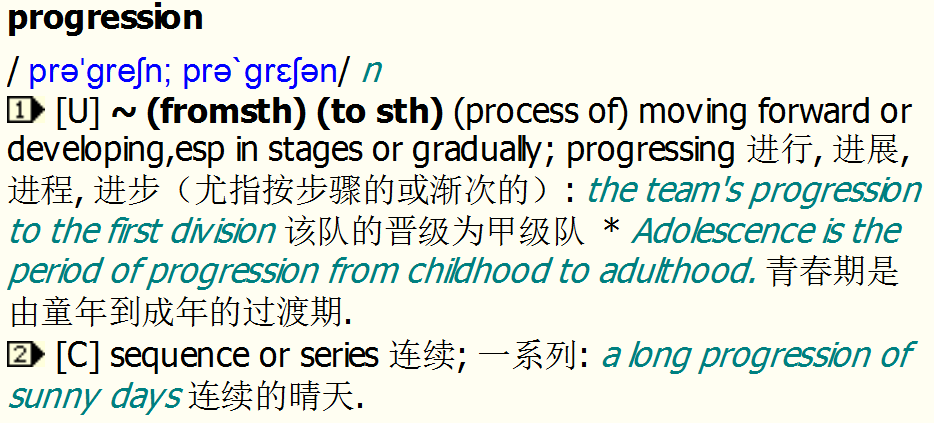 progression
/ prəˈɡreʃn; prəˋɡrɛʃən/ n
1 [U] ~ (fromsth) (to sth) (process of) moving forward or
developing,esp in stages or gradually; progressing 进行, 进展,
进程, 进步（尤指按步骤的或渐次的）: the team's progression
to the first division 该队的晋级为甲级队 * Adolescence is the
period of progression from childhood to adulthood. 青春期是
由童年到成年的过渡期.
2 [C] sequence or series 连续; 一系列: a long progression of
sunny days 连续的晴天.